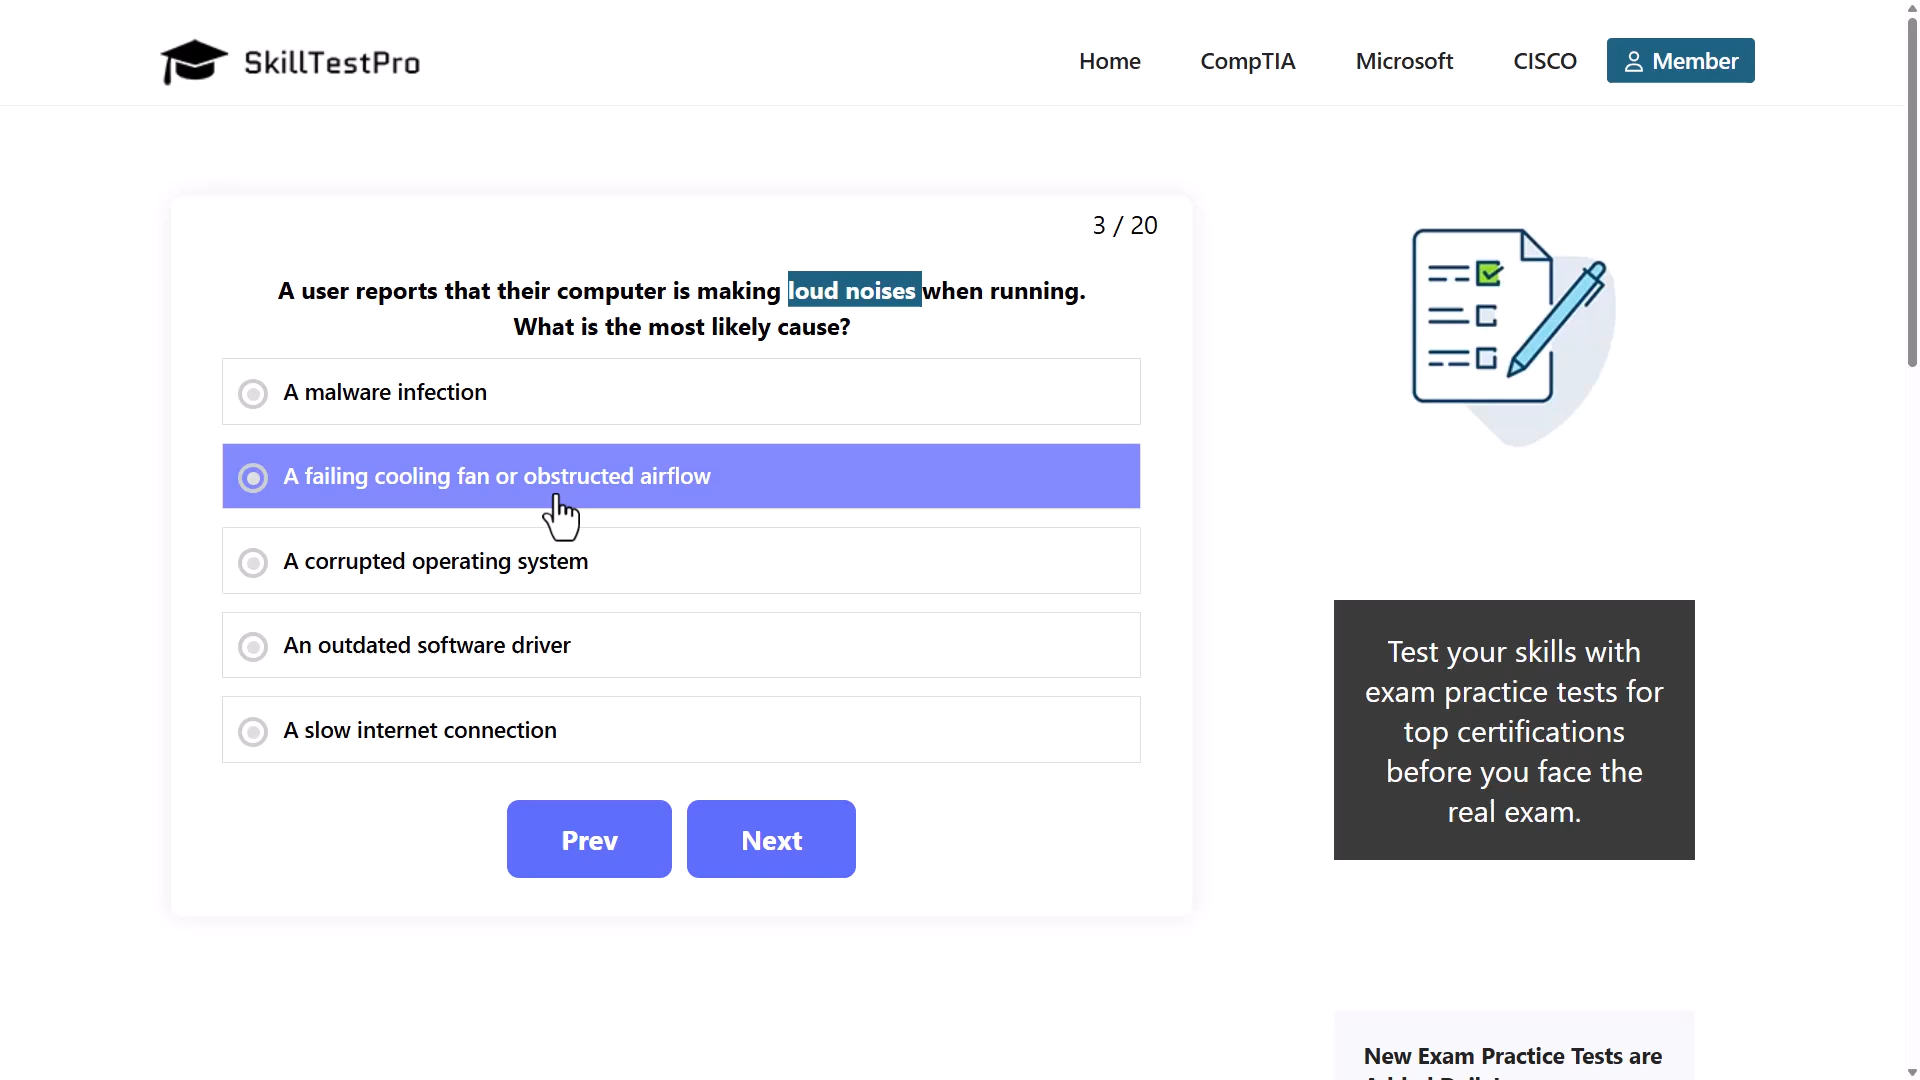 SkillTestPro
Home CompTIA Microsoft CISCO Member
3 / 20
A user reports that their computer is making loud noises when running.
What is the most likely cause?
A malware infection
A failing cooling fan or obstructed airflow
A corrupted operating system
An outdated software driver
A slow internet connection
Prev Next
Test your skills with
exam practice tests for
top certifications
before you face the
real exam.
New Exam Practice Tests are